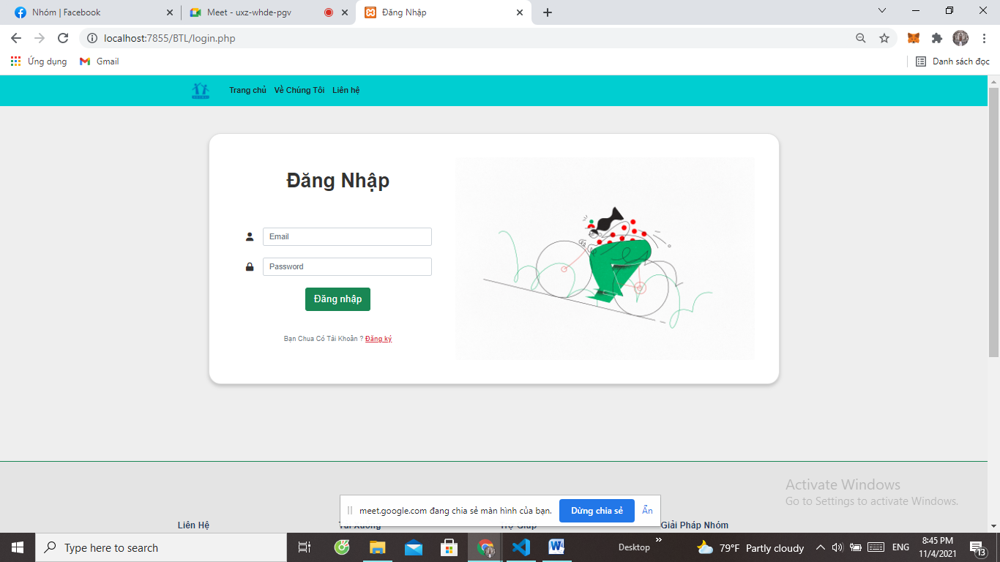 Nhóm | Facebook
Meet - uxz-whde-pgv
Đăng Nhập
localhost:7855/BTL/login.php
Ứng dụng
Gmail
Danh sách đọc
Trang chủ Về Chúng Tôi Liên hệ
Đăng Nhập
Email
Password
Đăng nhập
Bạn Chua Có Tài Khoản ? Đăng ký
Activate Windows
Go to Settings to activate Windows.
meet.google.com đang chia sẻ màn hình của bạn.
Dừng chia sẻ
Ẩn
Liên Hệ
Giải Pháp Nhóm
Type here to search
Desktop
79°F Partly cloudy
ENG
8:45 PM
11/4/2021
13